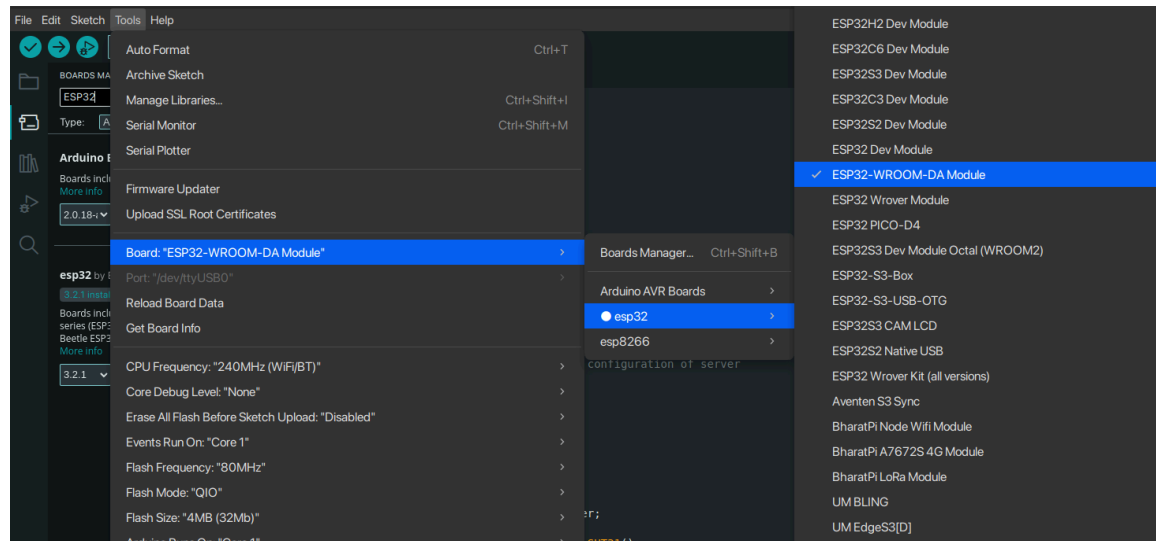 File Edit Sketch Tools Help
BOARDS MA
ESP32
Type: A
Arduino
Boards incl
More info
2.0.18-
esp32 by
3.2.1 instal
Boards incl
series (ESP3
Beetle ESP3
More info
3.2.1
Auto Format Ctrl+T
Archive Sketch
Manage Libraries... Ctrl+Shift+I
Serial Monitor Ctrl+Shift+M
Serial Plotter
Firmware Updater
Upload SSL Root Certificates
Board: "ESP32-WROOM-DA Module"
Port: "/dev/ttyUSB0"
Reload Board Data
Get Board Info
CPU Frequency: "240MHz (WiFi/BT)"
Core Debug Level: "None"
Erase All Flash Before Sketch Upload: "Disabled"
Events Run On: "Core 1"
Flash Frequency: "80MHz"
Flash Mode: "QIO"
Flash Size: "4MB (32Mb)"
Boards Manager... Ctrl+Shift+B
Arduino AVR Boards
esp32
esp8266
configuration of server
er;
ESP32H2 Dev Module
ESP32C6 Dev Module
ESP32S3 Dev Module
ESP32C3 Dev Module
ESP32S2 Dev Module
ESP32 Dev Module
ESP32-WROOM-DA Module
ESP32 Wrover Module
ESP32 PICO-D4
ESP32S3 Dev Module Octal (WROOM2)
ESP32-S3-Box
ESP32-S3-USB-OTG
ESP32S3 CAM LCD
ESP32S2 Native USB
ESP32 Wrover Kit (all versions)
Aventen S3 Sync
BharatPi Node Wifi Module
BharatPi A7672S 4G Module
BharatPi LoRa Module
UM BLING
UM EdgeS3[D]